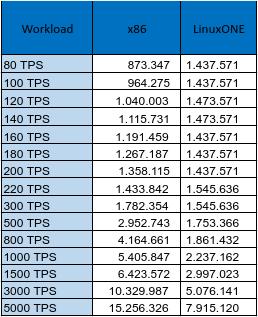 Workload x86 LinuxONE
80 TPS 873.347 1.437.571
100 TPS 964.275 1.437.571
120 TPS 1.040.003 1.473.571
140 TPS 1.115.731 1.473.571
160 TPS 1.191.459 1.437.571
180 TPS 1.267.187 1.437.571
200 TPS 1.358.115 1.437.571
220 TPS 1.433.842 1.545.636
300 TPS 1.782.354 1.545.636
500 TPS 2.952.743 1.753.366
800 TPS 4.164.661 1.861.432
1000 TPS 5.405.847 2.237.162
1500 TPS 6.423.572 2.997.023
3000 TPS 10.329.987 5.076.141
5000 TPS 15.256.326 7.915.120